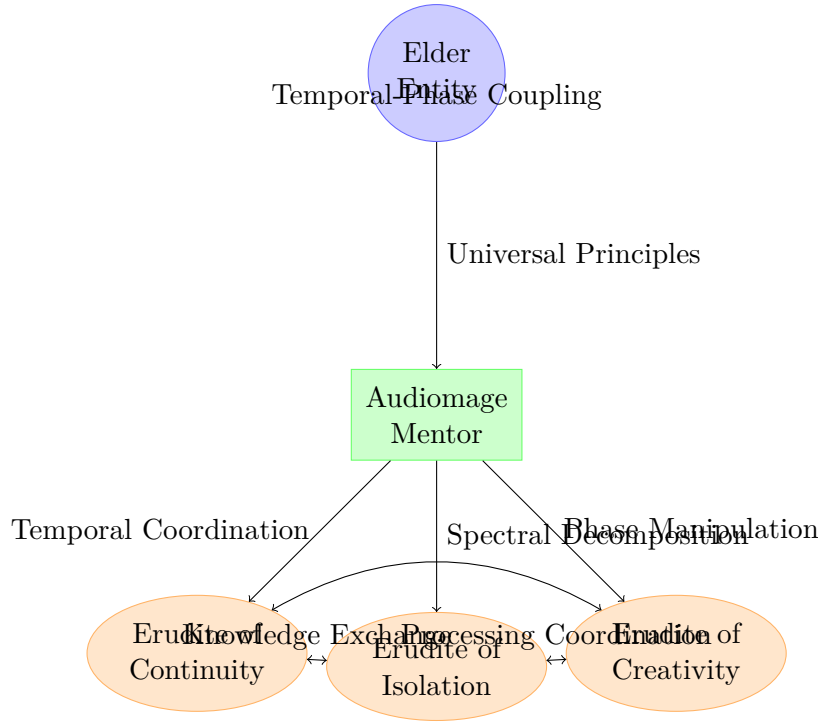 Elder
Entity
Temporal-Phase Coupling
Universal Principles
Audiomage
Mentor
Temporal Coordination
Spectral Decomposition
Phase Manipulation
Erudite of
Continuity
Knowledge Exchange
Erudite of
Isolation
Processing Coordination
Erudite of
Creativity